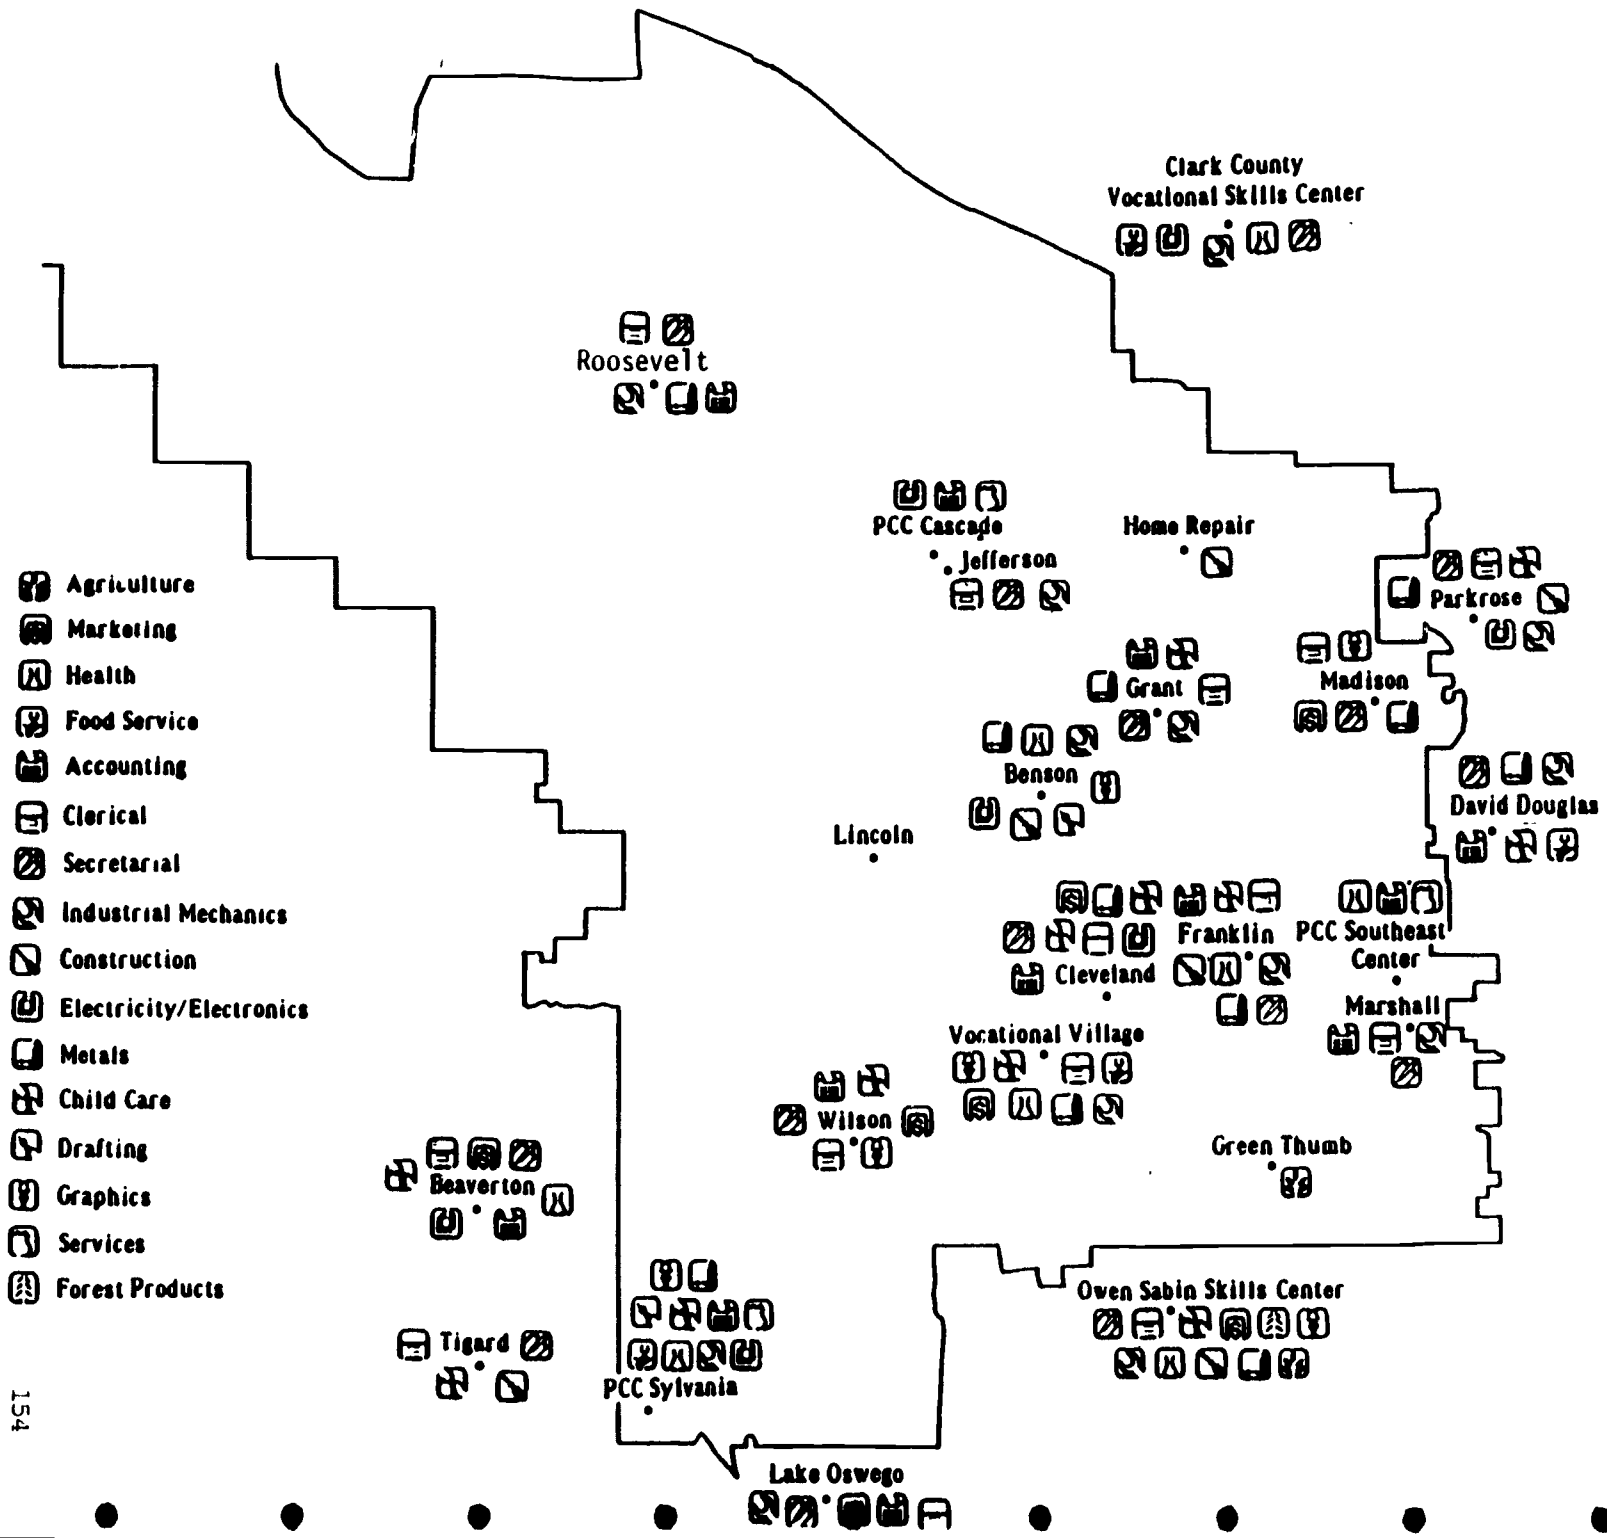 Clark County
Vocational Skills Center
Roosevelt
PCC Cascade
Home Repair
Jefferson
Parkrose
Agriculture
Marketing
Health
Food Service
Accounting
Clerical
Secretarial
Industrial Mechanics
Construction
Electricity/Electronics
Metals
Child Care
Drafting
Graphics
Services
Forest Products
Grant
Madison
Benson
David Douglas
Lincoln
Franklin
PCC Southeast
Center
Cleveland
Marshall
Vocational Village
Wilson
Green Thumb
Beaverton
Owen Sabin Skills Center
Tigard
PCC Sylvania
Lake Oswego
154